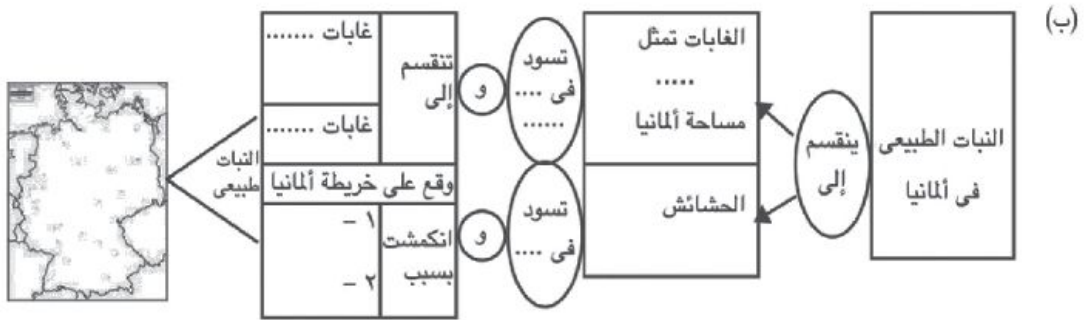 (ب)
النبات الطبيعى
فى ألمانيا
ينقسم
إلى
الغابات تمثل
.....
مساحة ألمانيا
تسود
فى ....
......
و
تنقسم
إلى
غابات .......
غابات .......
وقع على خريطة ألمانيا
النبات
طبيعى
الحشائش
تسود
فى ....
و
انكمشت
بسبب
١ –
٢ –